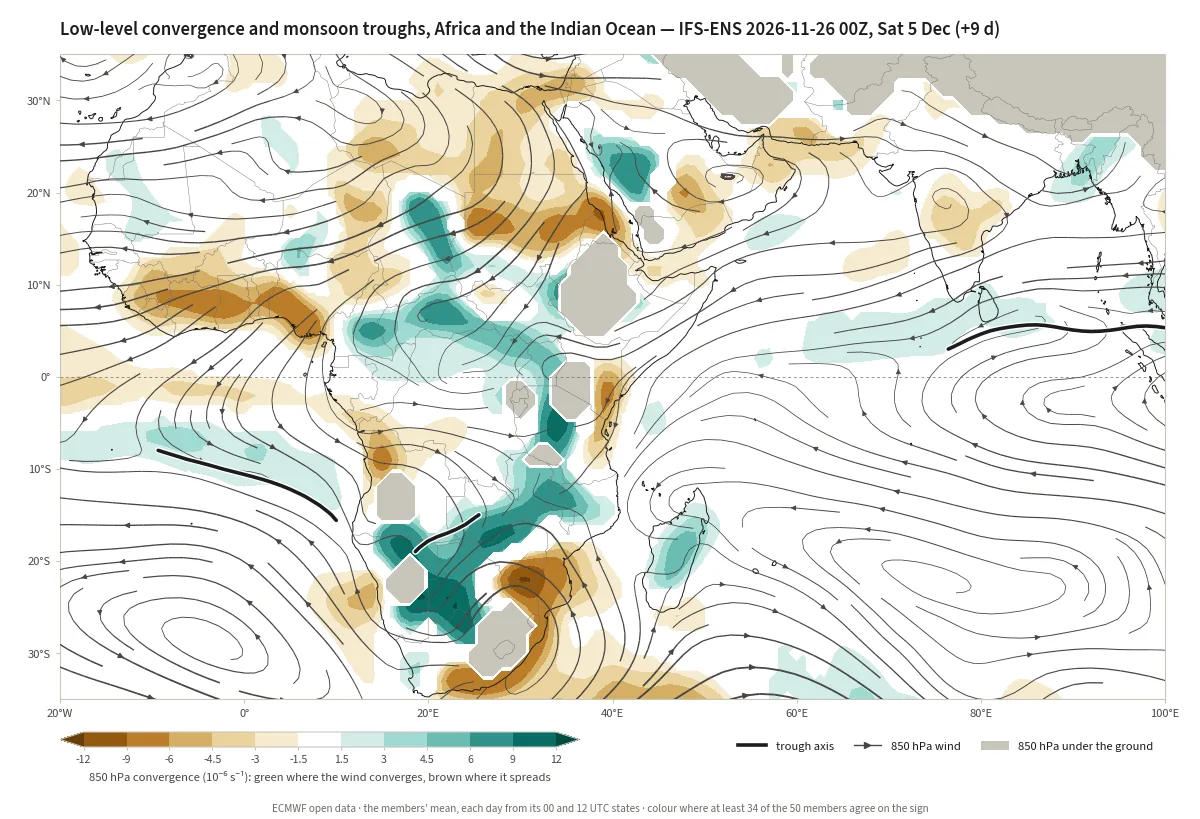 Low-level convergence and monsoon troughs, Africa and the Indian Ocean — IFS-ENS 2026-11-26 00Z, Sat 5 Dec (+9 d)
30°N
20°N
10°N
0°
10°S
20°S
30°S
20°W 0° 20°E 40°E 60°E 80°E 100°E
-12 -9 -6 -4.5 -3 -1.5 1.5 3 4.5 6 9 12
850 hPa convergence (10⁻⁶ s⁻¹): green where the wind converges, brown where it spreads
trough axis 850 hPa wind 850 hPa under the ground
ECMWF open data · the members' mean, each day from its 00 and 12 UTC states · colour where at least 34 of the 50 members agree on the sign